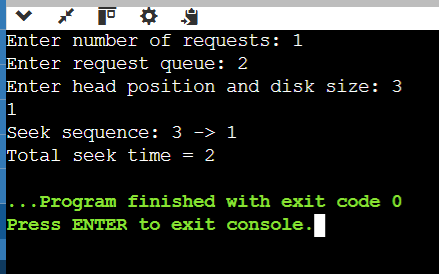 Enter number of requests: 1
Enter request queue: 2
Enter head position and disk size: 3
1
Seek sequence: 3 -> 1
Total seek time = 2
...Program finished with exit code 0
Press ENTER to exit console.